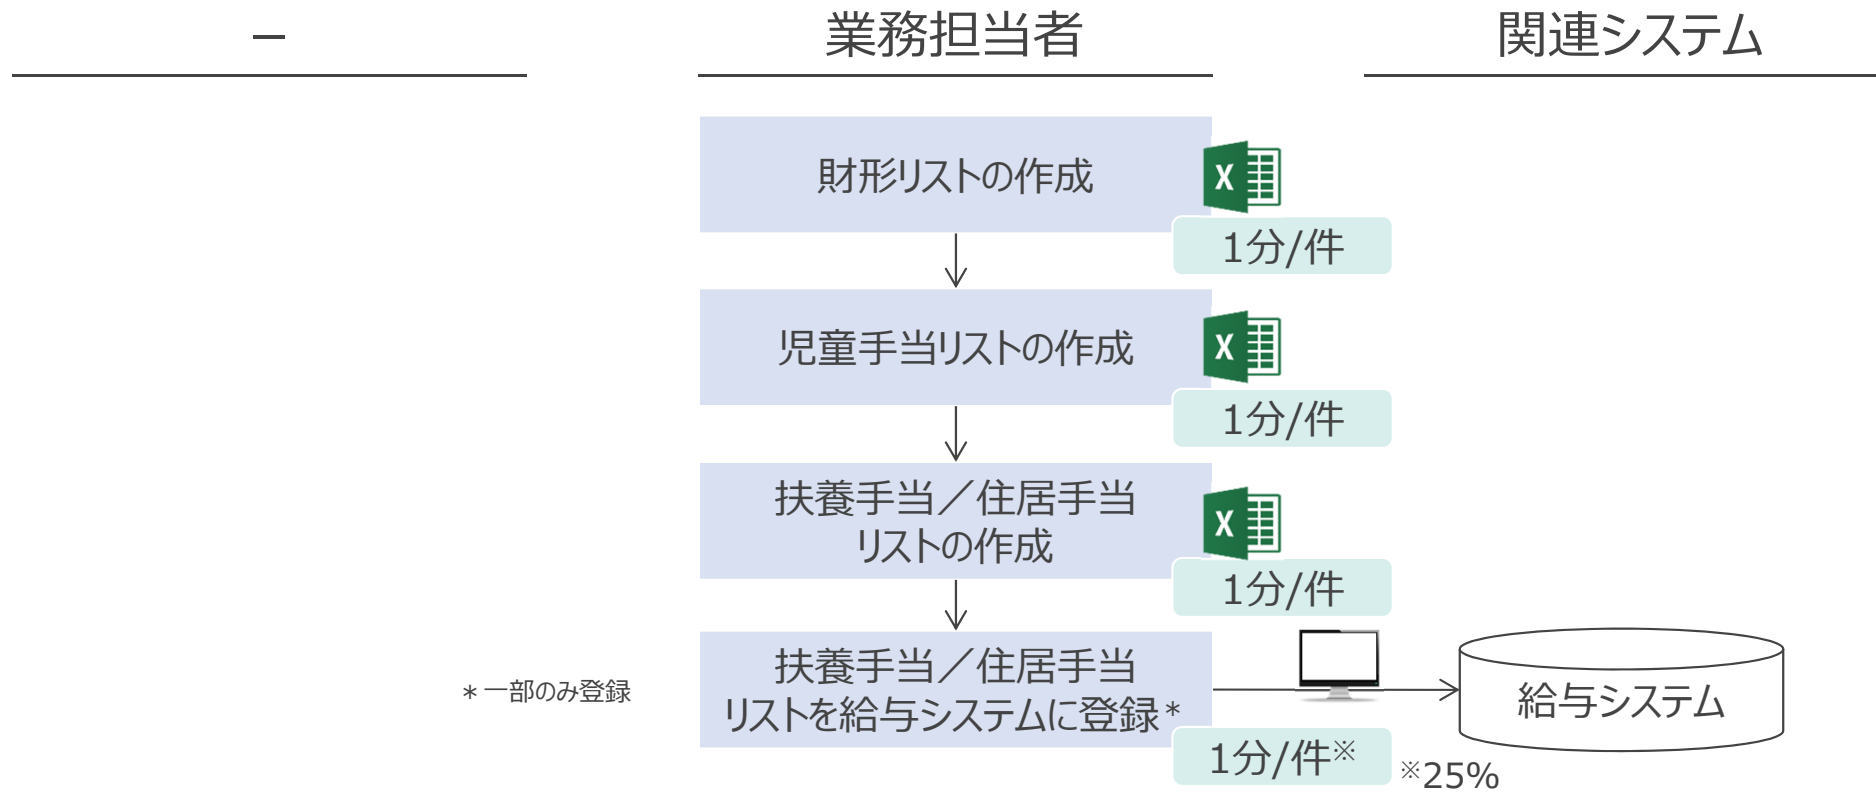 –
業務担当者
関連システム
財形リストの作成
X
1分/件
児童手当リストの作成
X
1分/件
扶養手当／住居手当
リストの作成
X
1分/件
＊一部のみ登録
扶養手当／住居手当
リストを給与システムに登録＊
給与システム
1分/件※
※25%